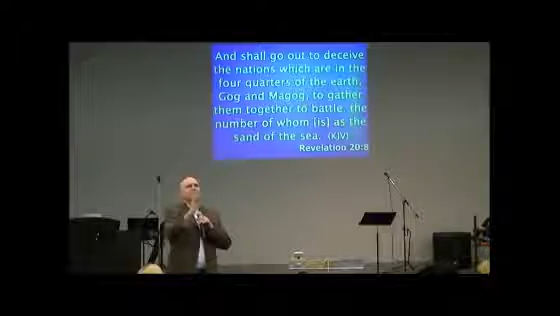 And shall go out to deceive
the nations which are in the
four quarters of the earth,
Gog and Magog, to gather
them together to battle: the
number of whom [is] as the
sand of the sea. (KJV)
Revelation 20:8